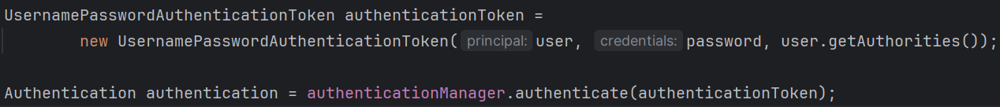 UsernamePasswordAuthenticationToken authenticationToken =
new UsernamePasswordAuthenticationToken( principal: user, credentials: password, user.getAuthorities());
Authentication authentication = authenticationManager.authenticate(authenticationToken);